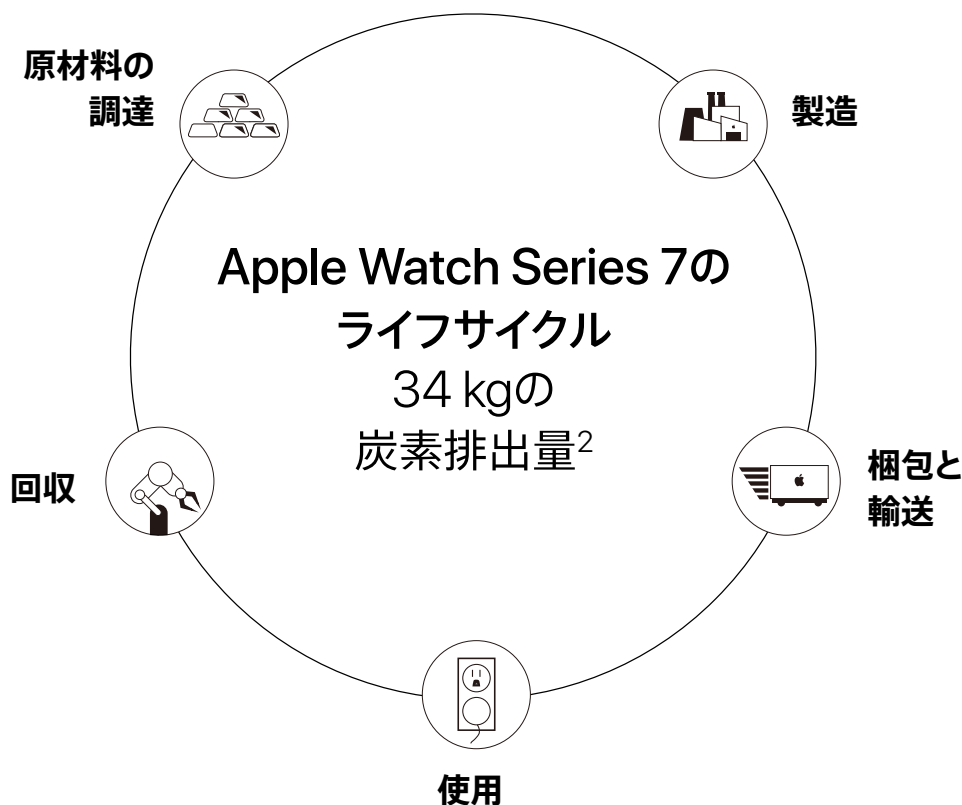 原材料の
調達
製造
Apple Watch Series 7の
ライフサイクル
34 kgの
炭素排出量2
回収
梱包と
輸送
使用